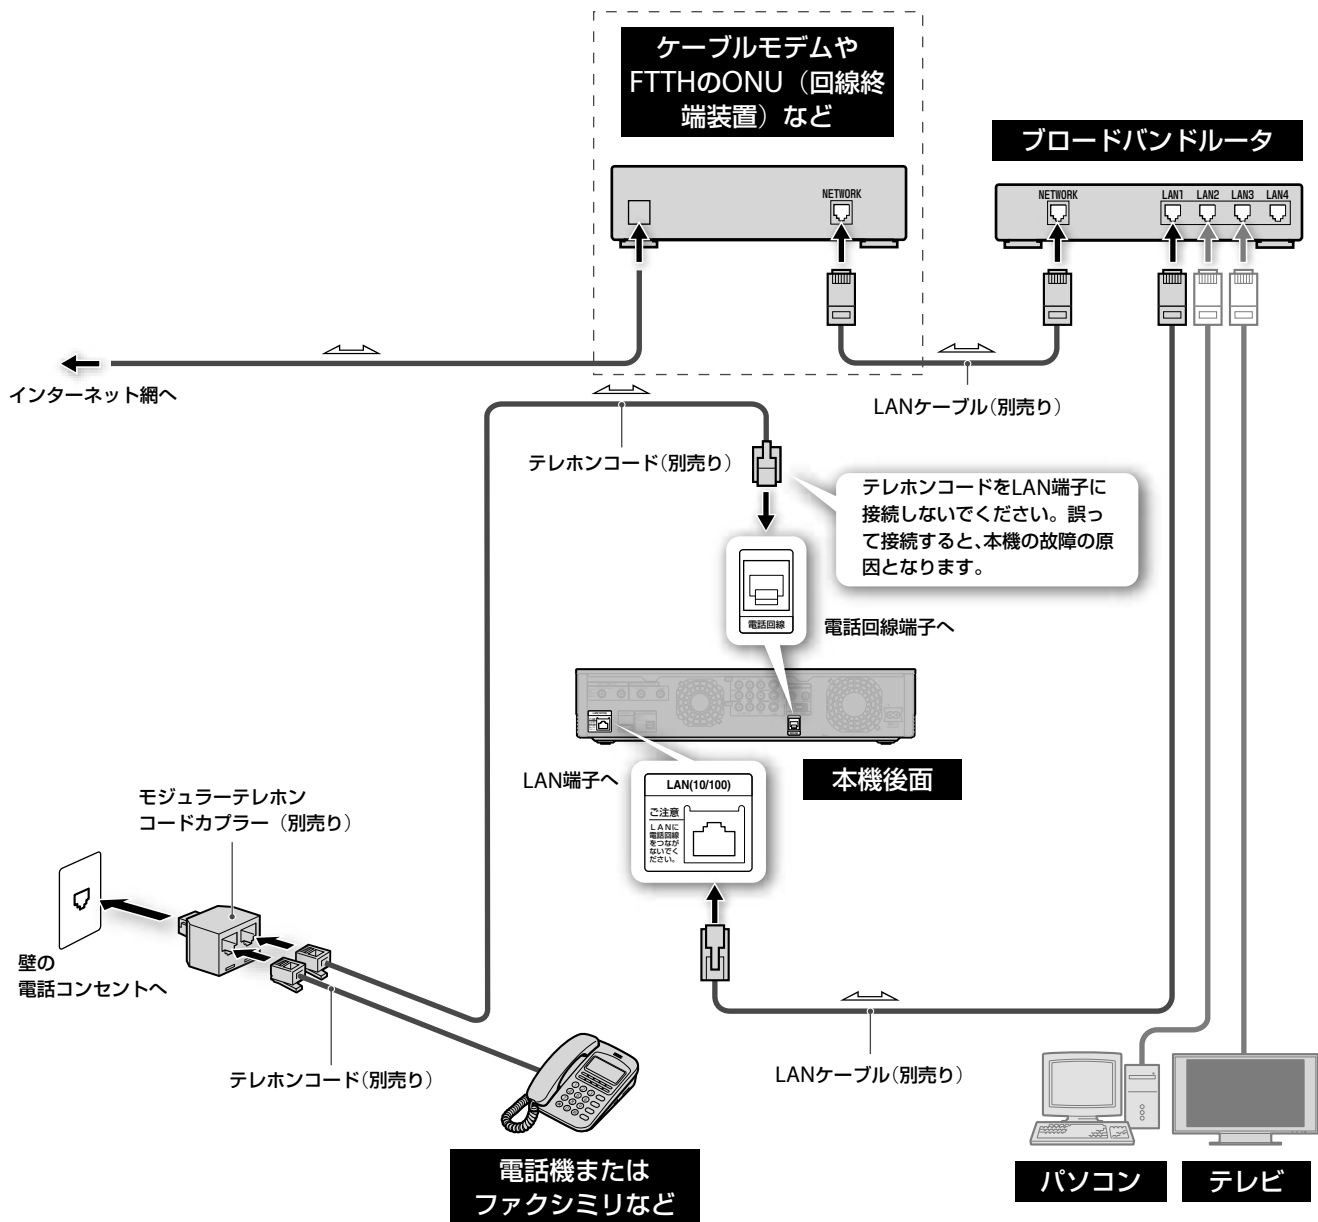 ケーブルモデムや
FTTHのONU（回線終
端装置）など
ブロードバンドルータ
NETWORK
NETWORK
LAN1 LAN2 LAN3 LAN4
インターネット網へ
LANケーブル（別売り）
テレホンコード（別売り）
テレホンコードをLAN端子に
接続しないでください。誤っ
て接続すると、本機の故障の原
因となります。
電話回線
電話回線端子へ
本機後面
LAN端子へ
LAN(10/100)
ご注意
LANに
電話回線
をつなが
ないでく
ださい。
モジュラーテレホン
コードカプラー（別売り）
壁の
電話コンセントへ
テレホンコード（別売り）
LANケーブル（別売り）
電話機または
ファクシミリなど
パソコン
テレビ